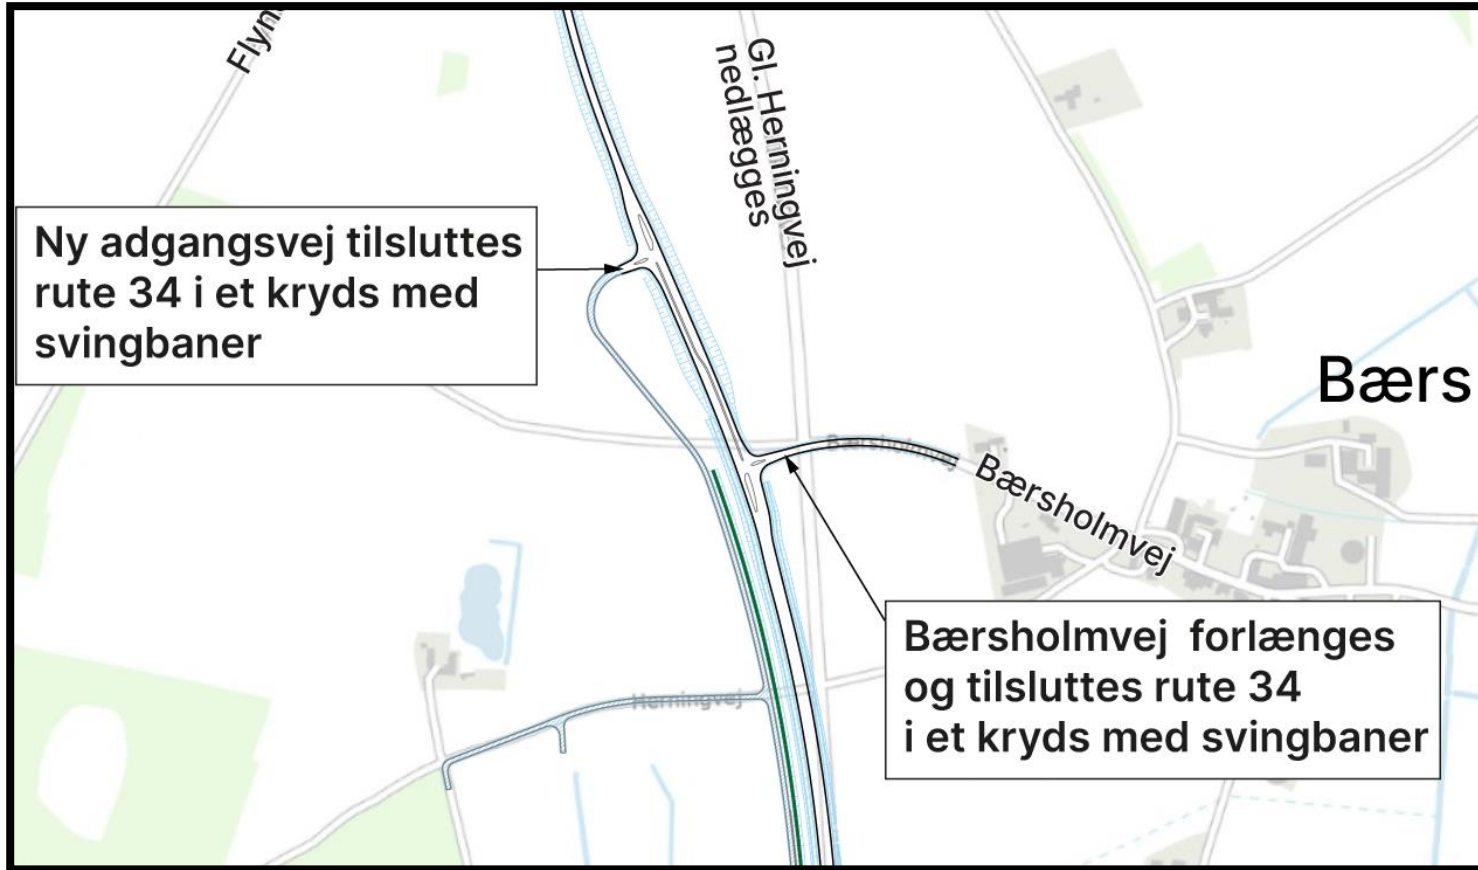 Flyn
Gl. Herningvej
nedlægges
Ny adgangsvej tilsluttes
rute 34 i et kryds med
svingbaner
Bærs
Bærsholmvej
Bærsholmvej
Herningvej
Bærsholmvej forlænges
og tilsluttes rute 34
i et kryds med svingbaner